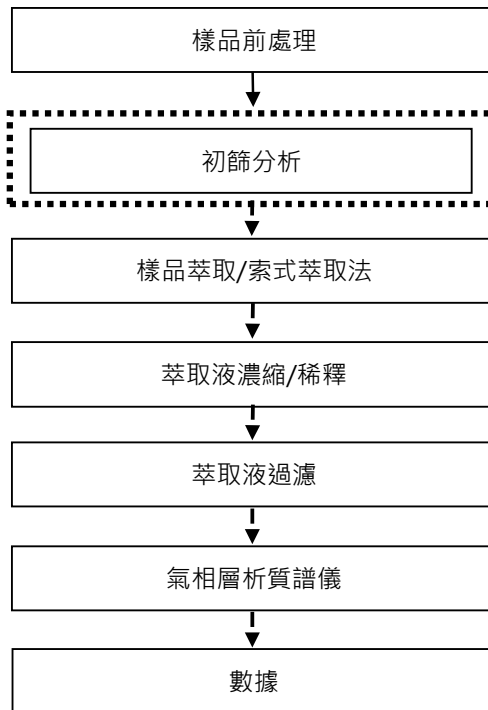 樣品前處理
初篩分析
樣品萃取/索式萃取法
萃取液濃縮/稀釋
萃取液過濾
氣相層析質譜儀
數據